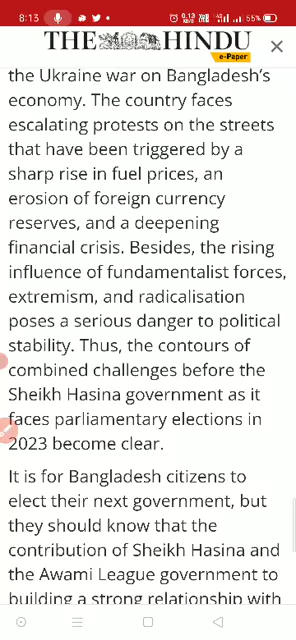 8:13
0.13 KB/S
4G
55%
THE HINDU
e-Paper
the Ukraine war on Bangladesh's
economy. The country faces
escalating protests on the streets
that have been triggered by a
sharp rise in fuel prices, an
erosion of foreign currency
reserves, and a deepening
financial crisis. Besides, the rising
influence of fundamentalist forces,
extremism, and radicalisation
poses a serious danger to political
stability. Thus, the contours of
combined challenges before the
Sheikh Hasina government as it
faces parliamentary elections in
2023 become clear.
It is for Bangladesh citizens to
elect their next government, but
they should know that the
contribution of Sheikh Hasina and
the Awami League government to
building a strong relationship with